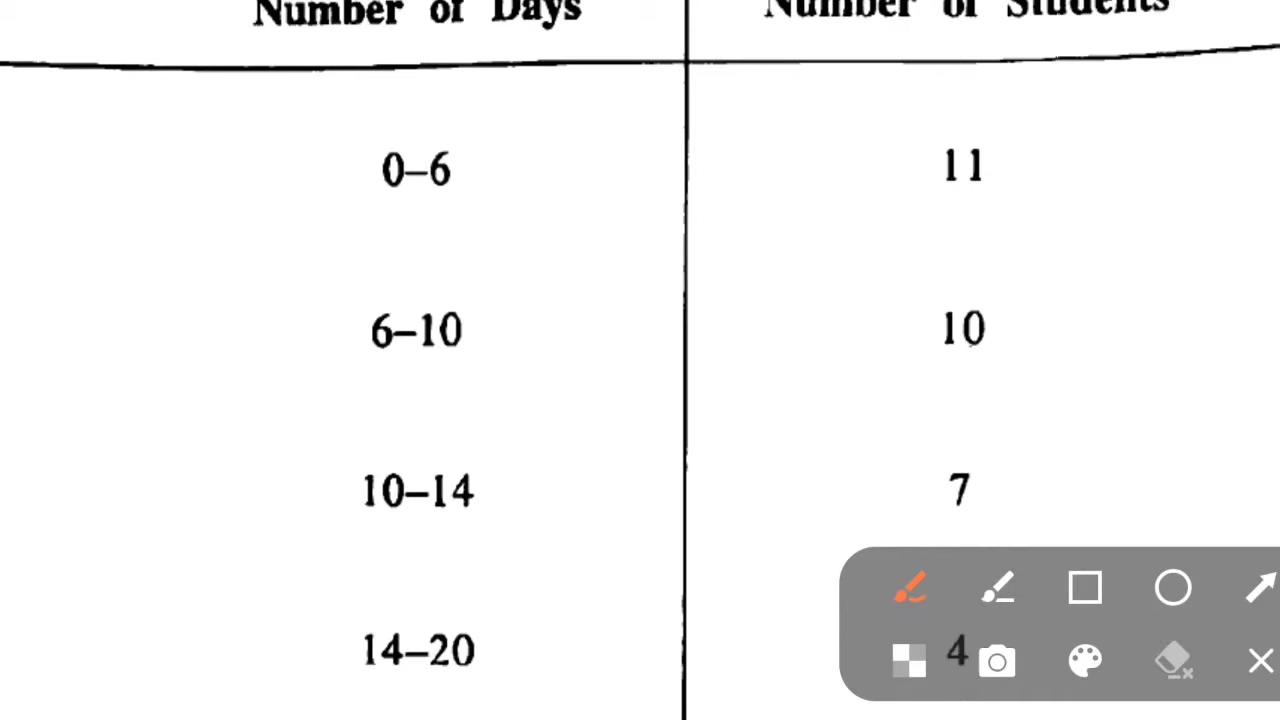 Number of Days Number of Students
0–6 11
6–10 10
10–14 7
14–20 4